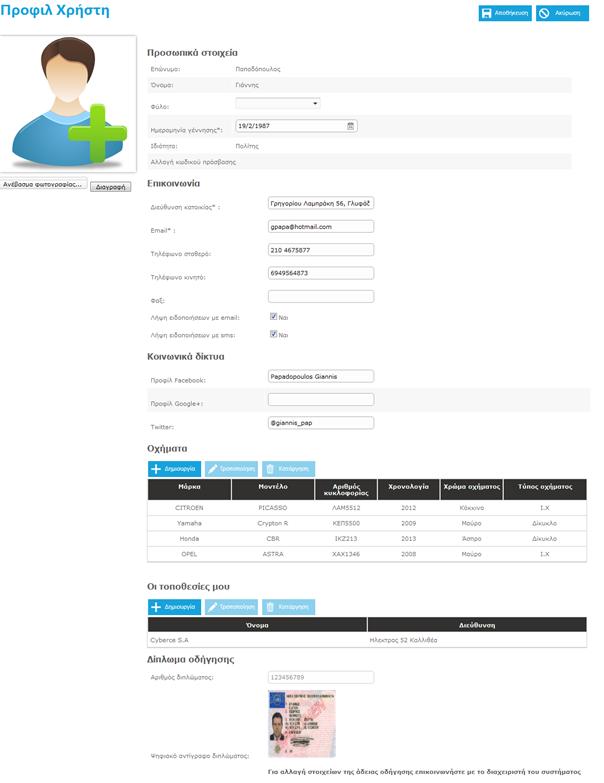 Προφιλ Χρήστη
Αποθήκευση Ακύρωση
Προσωπικά στοιχεία
Επώνυμο: Παπαδόπουλος
Όνομα: Γιάννης
Φύλο:
Ημερομηνία γέννησης*: 19/2/1987
Ιδιότητα: Πολίτης
Αλλαγή κωδικού πρόσβασης
Ανέβασμα φωτογραφίας... Διαγραφή
Επικοινωνία
Διεύθυνση κατοικίας* : Γρηγορίου Λαμπράκη 56, Γλυφάδ
Email* : gpapa@hotmail.com
Τηλέφωνο σταθερό: 210 4675877
Τηλέφωνο κινητό: 6949564873
Φαξ:
Λήψη ειδοποιήσεων με email: Ναι
Λήψη ειδοποιήσεων με sms: Ναι
Κοινωνικά δίκτυα
Προφίλ Facebook: Papadopoulos Giannis
Προφίλ Google+:
Twitter: @giannis_pap
Οχήματα
Δημιουργία Τροποποίηση Κατάργηση
Μάρκα Μοντέλο Αριθμός κυκλοφορίας Χρονολογία Χρώμα οχήματος Τύπος οχήματος
CITROEN PICASSO ΛΑΜ5512 2012 Κόκκινο Ι.Χ
Yamaha Crypton R ΚΕΠ5500 2009 Μαύρο Δίκυκλο
Honda CBR ΙΚΖ213 2013 Άσπρο Δίκυκλο
OPEL ASTRA ΧΑΧ1346 2008 Μαύρο Ι.Χ
Οι τοποθεσίες μου
Δημιουργία Τροποποίηση Κατάργηση
Όνομα Διεύθυνση
Cyberce S.A Ηλεκτρας 52 Καλλιθέα
Δίπλωμα οδήγησης
Αριθμός διπλώματος: 123456789
Ψηφιακό αντίγραφο διπλώματος:
Για αλλαγή στοιχείων της άδειας οδήγησης επικοινωνήστε με το διαχειριστή του συστήματος